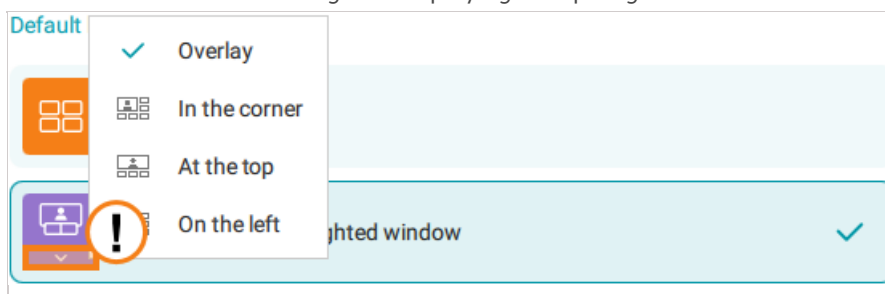 Default
Overlay
In the corner
At the top
On the left
ghted window
!